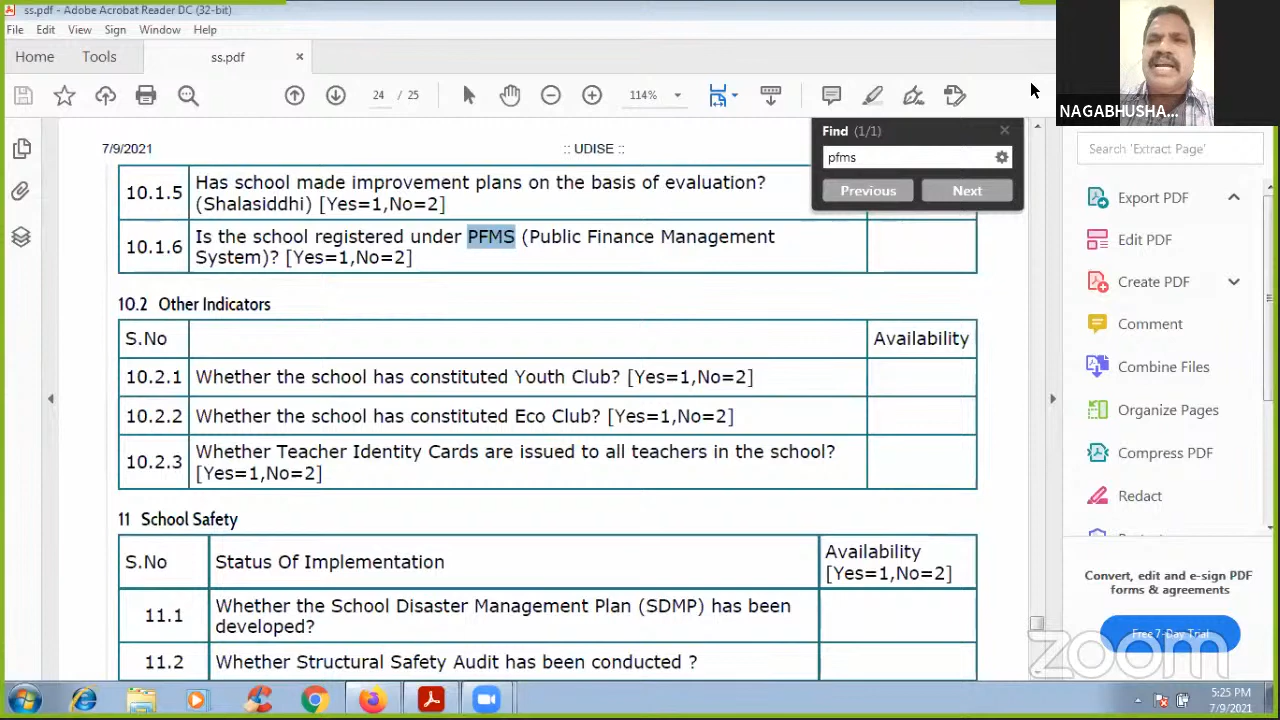 ss.pdf - Adobe Acrobat Reader DC (32-bit)
File Edit View Sign Window Help
Home Tools ss.pdf ×
24 / 25 114%
NAGABHUSHA...
Find (1/1)
pfms
Previous Next
7/9/2021 :: UDISE ::
10.1.5 Has school made improvement plans on the basis of evaluation?
(Shalasiddhi) [Yes=1,No=2]
10.1.6 Is the school registered under PFMS (Public Finance Management
System)? [Yes=1,No=2]
10.2 Other Indicators
S.No Availability
10.2.1 Whether the school has constituted Youth Club? [Yes=1,No=2]
10.2.2 Whether the school has constituted Eco Club? [Yes=1,No=2]
10.2.3 Whether Teacher Identity Cards are issued to all teachers in the school?
[Yes=1,No=2]
11 School Safety
S.No Status Of Implementation Availability
[Yes=1,No=2]
11.1 Whether the School Disaster Management Plan (SDMP) has been
developed?
11.2 Whether Structural Safety Audit has been conducted ?
Search 'Extract Page'
Export PDF
Edit PDF
Create PDF
Comment
Combine Files
Organize Pages
Compress PDF
Redact
Convert, edit and e-sign PDF
forms & agreements
Free 7-Day Trial
zoom
5:25 PM
7/9/2021